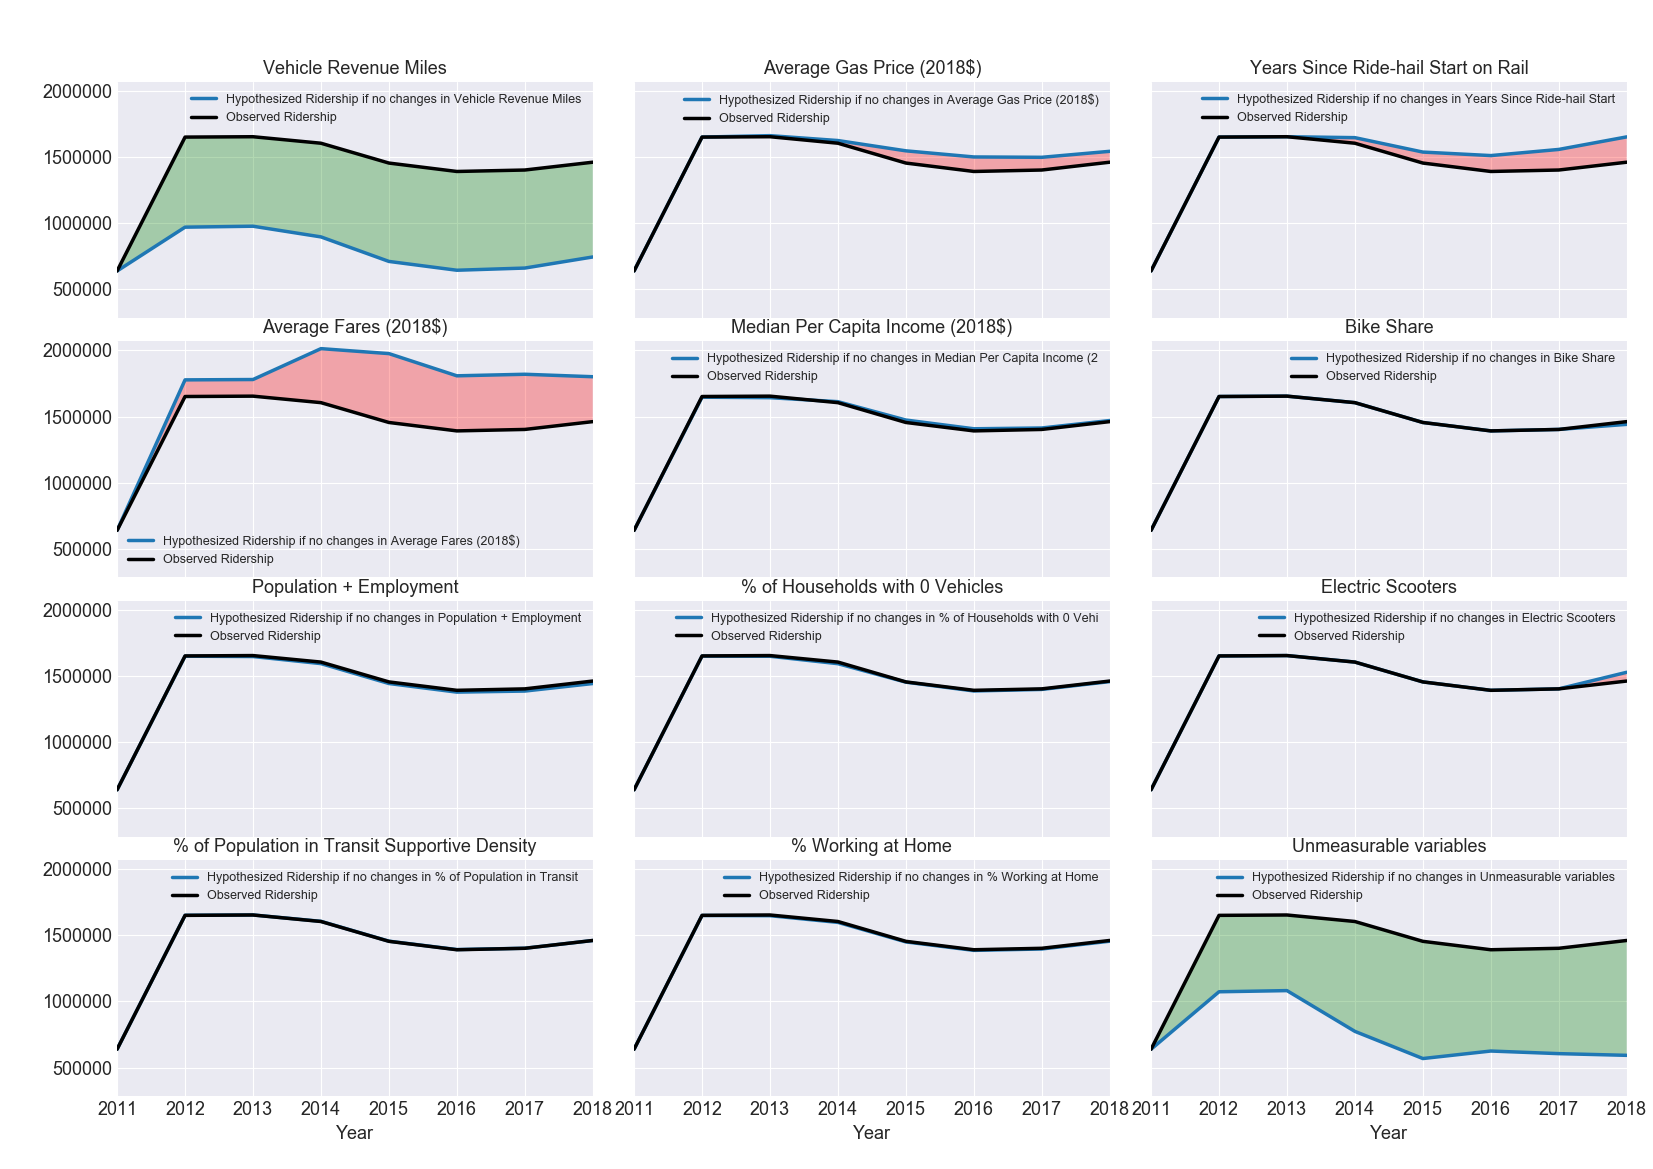 Vehicle Revenue Miles
2000000
1500000
1000000
500000
Hypothesized Ridership if no changes in Vehicle Revenue Miles
Observed Ridership
Average Gas Price (2018$)
Hypothesized Ridership if no changes in Average Gas Price (2018$)
Observed Ridership
Years Since Ride-hail Start on Rail
Hypothesized Ridership if no changes in Years Since Ride-hail Start
Observed Ridership
Average Fares (2018$)
2000000
1500000
1000000
500000
Hypothesized Ridership if no changes in Average Fares (2018$)
Observed Ridership
Median Per Capita Income (2018$)
Hypothesized Ridership if no changes in Median Per Capita Income (2
Observed Ridership
Bike Share
Hypothesized Ridership if no changes in Bike Share
Observed Ridership
Population + Employment
2000000
1500000
1000000
500000
Hypothesized Ridership if no changes in Population + Employment
Observed Ridership
% of Households with 0 Vehicles
Hypothesized Ridership if no changes in % of Households with 0 Vehi
Observed Ridership
Electric Scooters
Hypothesized Ridership if no changes in Electric Scooters
Observed Ridership
% of Population in Transit Supportive Density
2000000
1500000
1000000
500000
Hypothesized Ridership if no changes in % of Population in Transit
Observed Ridership
2011 2012 2013 2014 2015 2016 2017 2018
Year
% Working at Home
Hypothesized Ridership if no changes in % Working at Home
Observed Ridership
2011 2012 2013 2014 2015 2016 2017 2018
Year
Unmeasurable variables
Hypothesized Ridership if no changes in Unmeasurable variables
Observed Ridership
2011 2012 2013 2014 2015 2016 2017 2018
Year